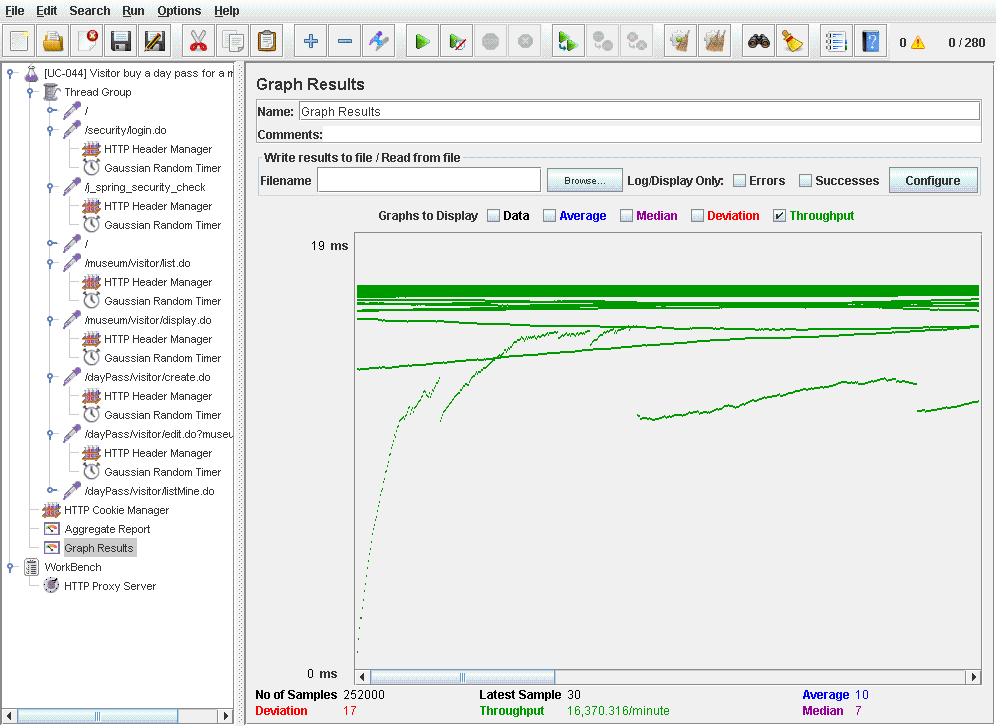 File Edit Search Run Options Help
0 0 / 280
[UC-044] Visitor buy a day pass for a m
Thread Group
/
/security/login.do
HTTP Header Manager
Gaussian Random Timer
/j_spring_security_check
HTTP Header Manager
Gaussian Random Timer
/
/museum/visitor/list.do
HTTP Header Manager
Gaussian Random Timer
/museum/visitor/display.do
HTTP Header Manager
Gaussian Random Timer
/dayPass/visitor/create.do
HTTP Header Manager
Gaussian Random Timer
/dayPass/visitor/edit.do?museu
HTTP Header Manager
Gaussian Random Timer
/dayPass/visitor/listMine.do
HTTP Cookie Manager
Aggregate Report
Graph Results
WorkBench
HTTP Proxy Server
Graph Results
Name: Graph Results
Comments:
Write results to file / Read from file
Filename Browse... Log/Display Only: Errors Successes Configure
Graphs to Display Data Average Median Deviation Throughput
19 ms
0 ms
No of Samples 252000 Latest Sample 30 Average 10
Deviation 17 Throughput 16,370.316/minute Median 7